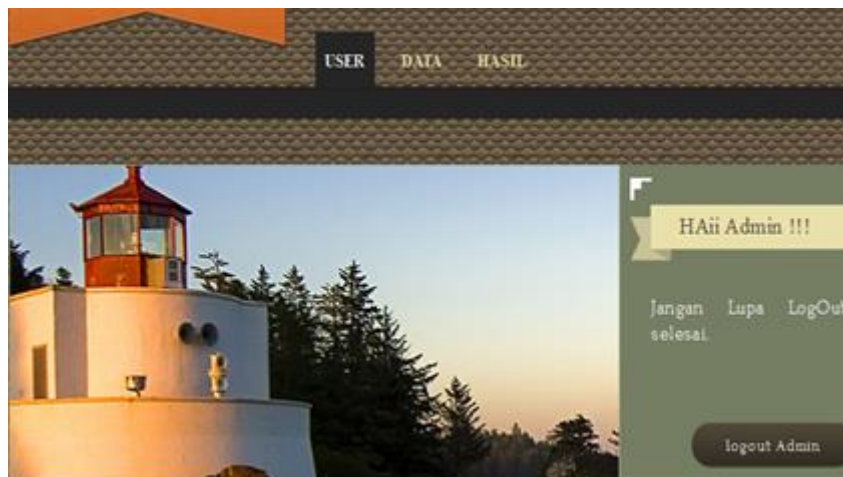 USER DATA HASIL
HAii Admin !!!
Jangan Lupa LogOut
selesai.
logout Admin